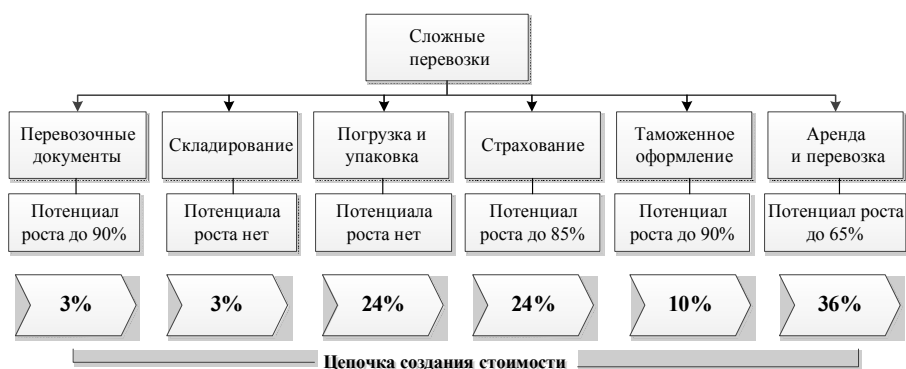 Сложные
перевозки
Перевозочные
документы
Складирование
Погрузка и
упаковка
Страхование
Таможенное
оформление
Аренда
и перевозка
Потенциал
роста до 90%
Потенциала
роста нет
Потенциала
роста нет
Потенциал
роста до 85%
Потенциал
роста до 90%
Потенциал роста
до 65%
3%
3%
24%
24%
10%
36%
Цепочка создания стоимости